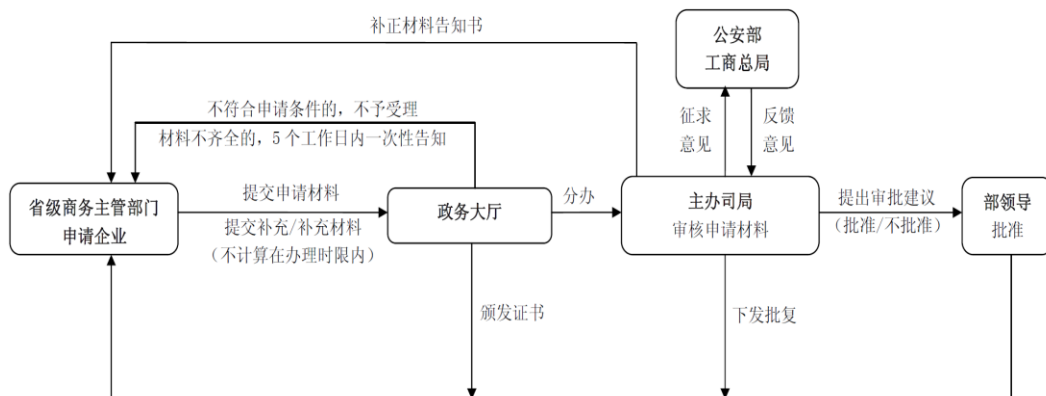 补正材料告知书
公安部
工商总局
不符合申请条件的，不予受理
材料不齐全的，5个工作日内一次性告知
征求
意见
反馈
意见
省级商务主管部门
申请企业
提交申请材料
提交补充/补充材料
（不计算在办理时限内）
政务大厅
分办
主办司局
审核申请材料
提出审批建议
（批准/不批准）
部领导
批准
颁发证书
下发批复